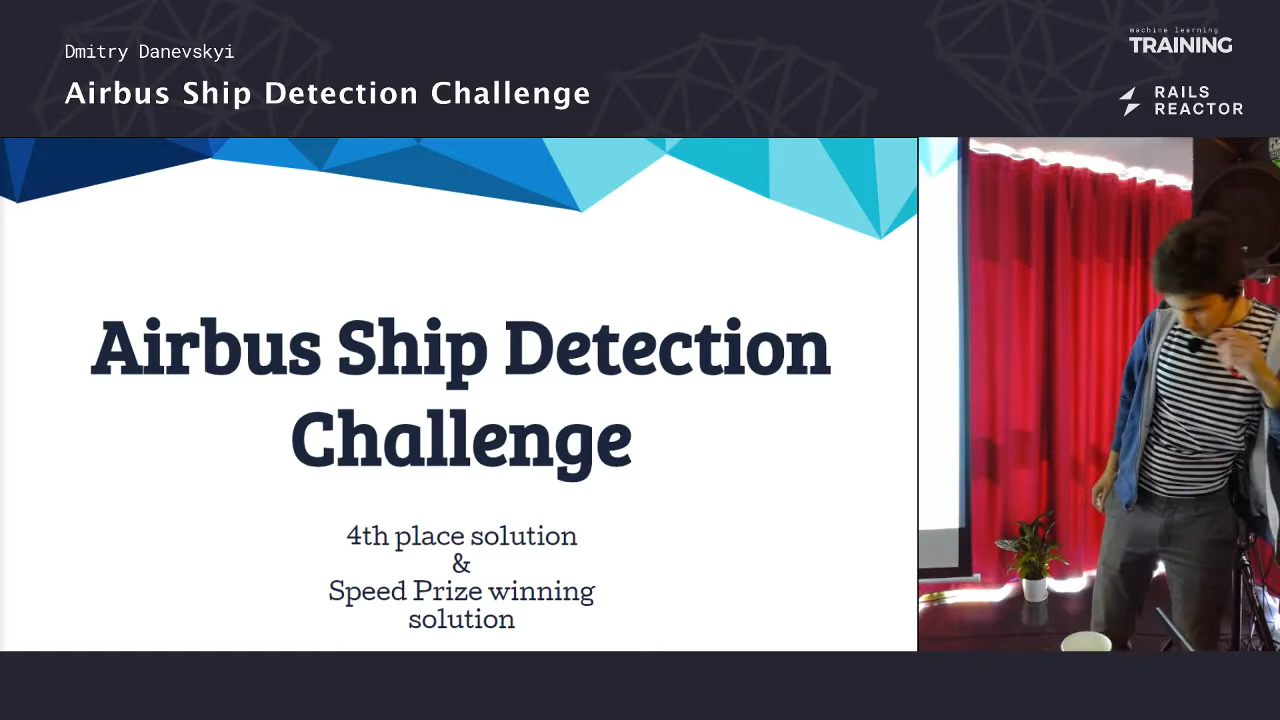 Dmitry Danevskyi
Airbus Ship Detection Challenge
machine learning
TRAINING
RAILS
REACTOR
Airbus Ship Detection
Challenge
4th place solution
&
Speed Prize winning
solution